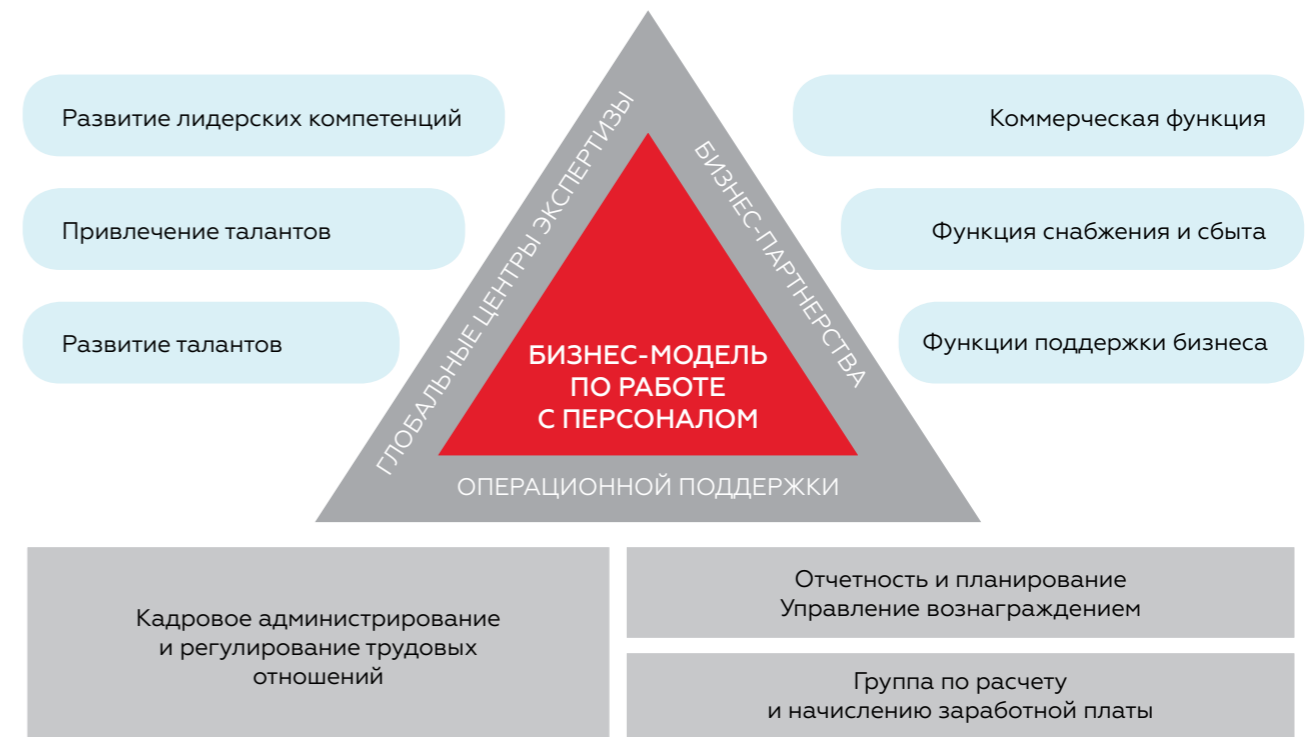 Развитие лидерских компетенций
Привлечение талантов
Развитие талантов
ГЛОБАЛЬНЫЕ ЦЕНТРЫ ЭКСПЕРТИЗЫ
БИЗНЕС-ПАРТНЕРСТВА
БИЗНЕС-МОДЕЛЬ
ПО РАБОТЕ
С ПЕРСОНАЛОМ
ОПЕРАЦИОННОЙ ПОДДЕРЖКИ
Коммерческая функция
Функция снабжения и сбыта
Функции поддержки бизнеса
Кадровое администрирование
и регулирование трудовых
отношений
Отчетность и планирование
Управление вознаграждением
Группа по расчету
и начислению заработной платы